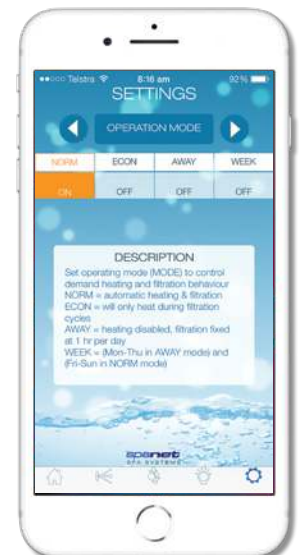 Telstra 8:16 am 92%
SETTINGS
OPERATION MODE
NORM ECON AWAY WEEK
ON OFF OFF OFF
DESCRIPTION
Set operating mode (MODE) to control
demand heating and filtration behaviour
NORM = automatic heating & filtration
ECON = will only heat during filtration
cycles
AWAY = heating disabled, filtration fixed
at 1 hr per day
WEEK = (Mon-Thu in AWAY mode) and
(Fri-Sun in NORM mode)
spanet
SPA SYSTEMS